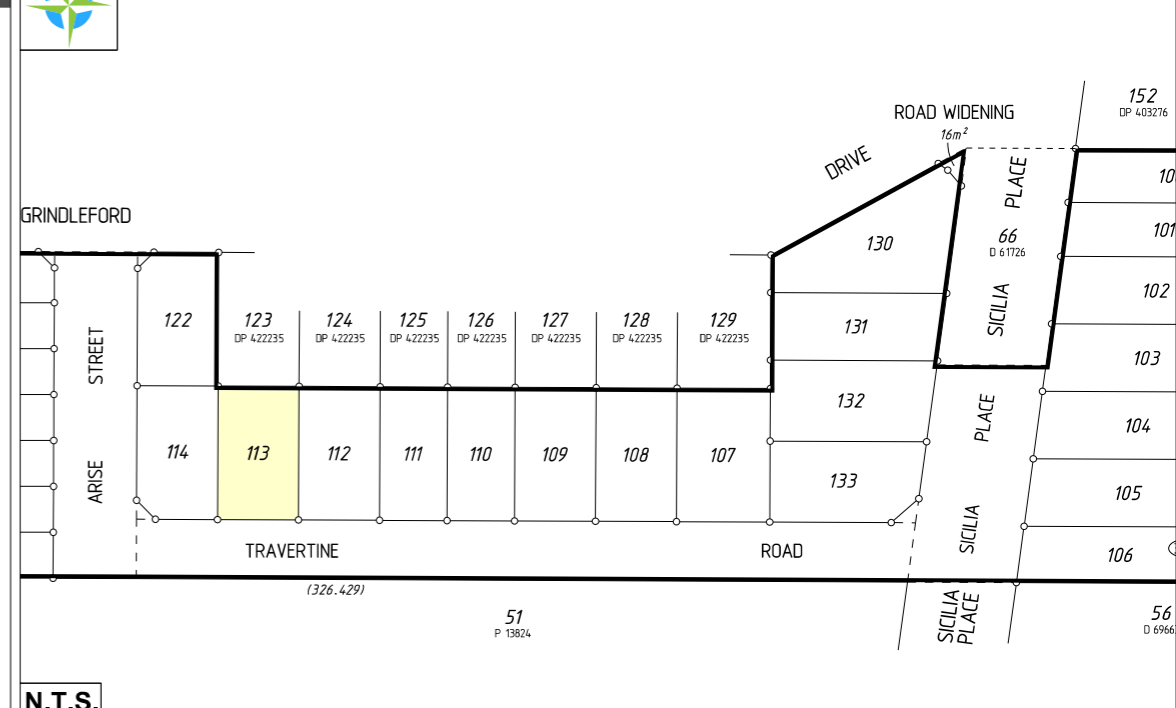 152
DP 403276
ROAD WIDENING
16m²
DRIVE
PLACE
10
GRINDLEFORD
130
66
D 61726
101
SICILIA
102
122
123
DP 422235
124
DP 422235
125
DP 422235
126
DP 422235
127
DP 422235
128
DP 422235
129
DP 422235
131
STREET
103
132
PLACE
104
114
113
112
111
110
109
108
107
133
ARISE
105
SICILIA
TRAVERTINE
ROAD
106
(326.429)
51
P 13824
SICILIA
PLACE
56
D 6966
N.T.S.